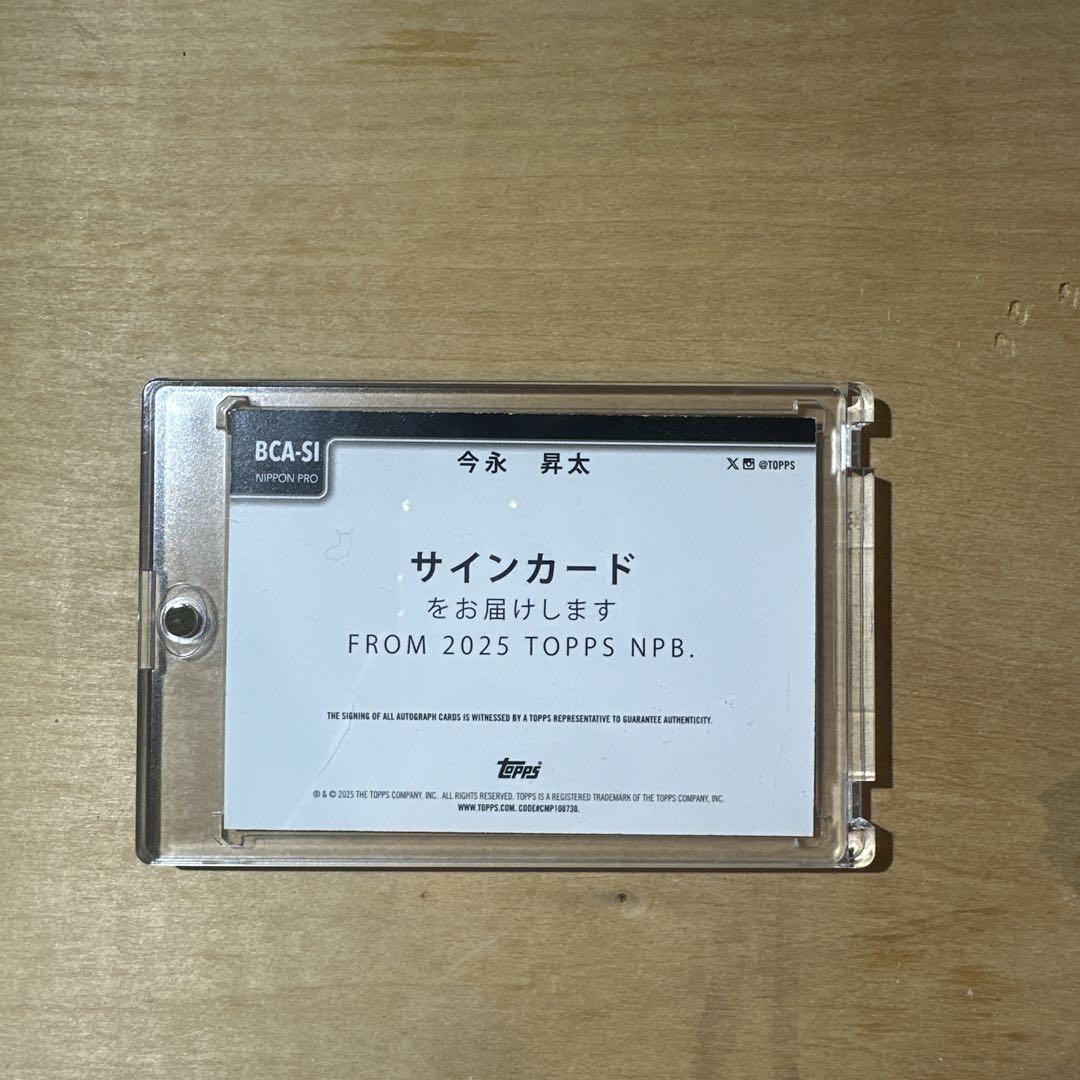 BCA-SI
NIPPON PRO
今永 昇太
X @TOPPS
サインカード
をお届けします
FROM 2025 TOPPS NPB.
THE SIGNING OF ALL AUTOGRAPH CARDS IS WITNESSED BY A TOPPS REPRESENTATIVE TO GUARANTEE AUTHENTICITY.
topps
® & © 2025 THE TOPPS COMPANY, INC. ALL RIGHTS RESERVED. TOPPS IS A REGISTERED TRADEMARK OF THE TOPPS COMPANY, INC.
WWW.TOPPS.COM. CODE#CMP108730.